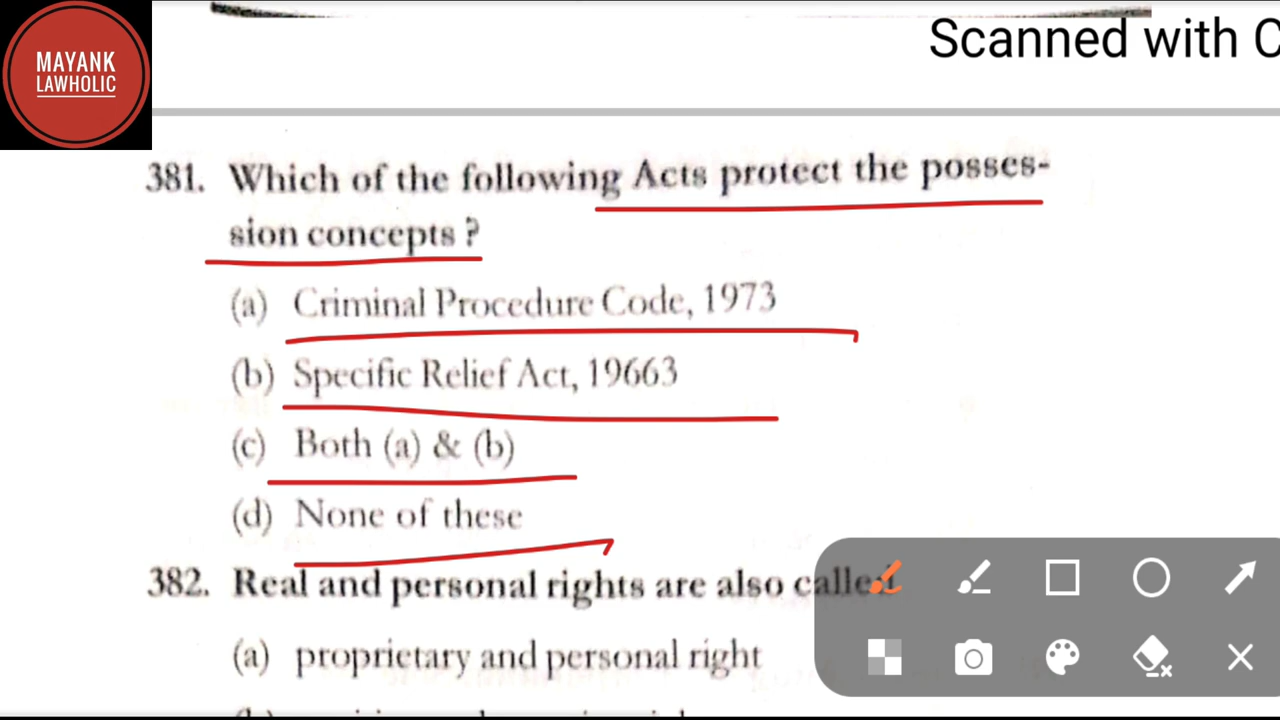 MAYANK
LAWHOLIC
Scanned with C
381. Which of the following Acts protect the posses-
sion concepts ?
(a) Criminal Procedure Code, 1973
(b) Specific Relief Act, 19663
(c) Both (a) & (b)
(d) None of these
382. Real and personal rights are also called
(a) proprietary and personal right